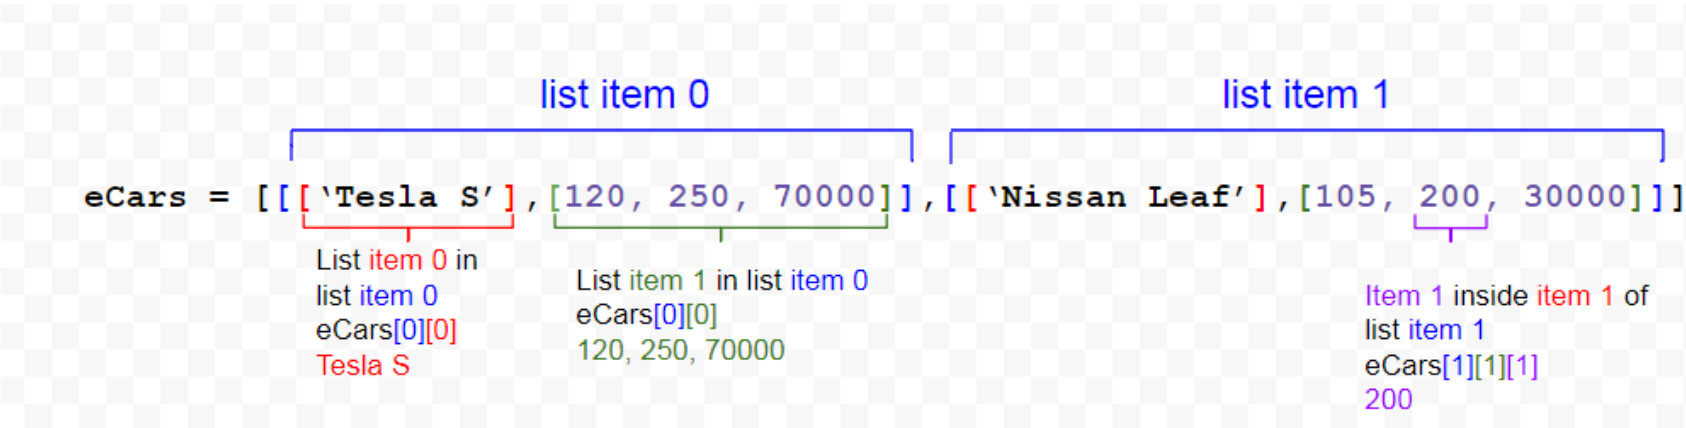 list item 0
list item 1
eCars = [[[‘Tesla S’],[120, 250, 70000]],[[‘Nissan Leaf’],[105, 200, 30000]]]
List item 0 in
list item 0
eCars[0][0]
Tesla S
List item 1 in list item 0
eCars[0][0]
120, 250, 70000
Item 1 inside item 1 of
list item 1
eCars[1][1][1]
200